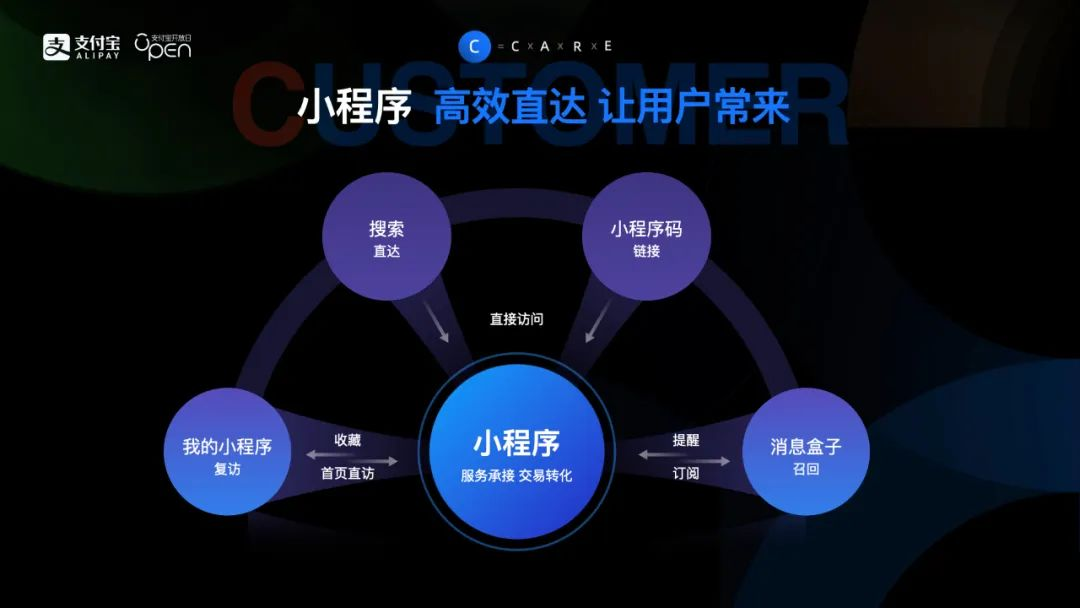 支付宝
ALIPAY
支付宝开放日
Open
C = C x A x R x E
CUSTOMER
小程序 高效直达 让用户常来
搜索
直达
小程序码
链接
直接访问
我的小程序
复访
收藏
首页直访
小程序
服务承接 交易转化
提醒
订阅
消息盒子
召回